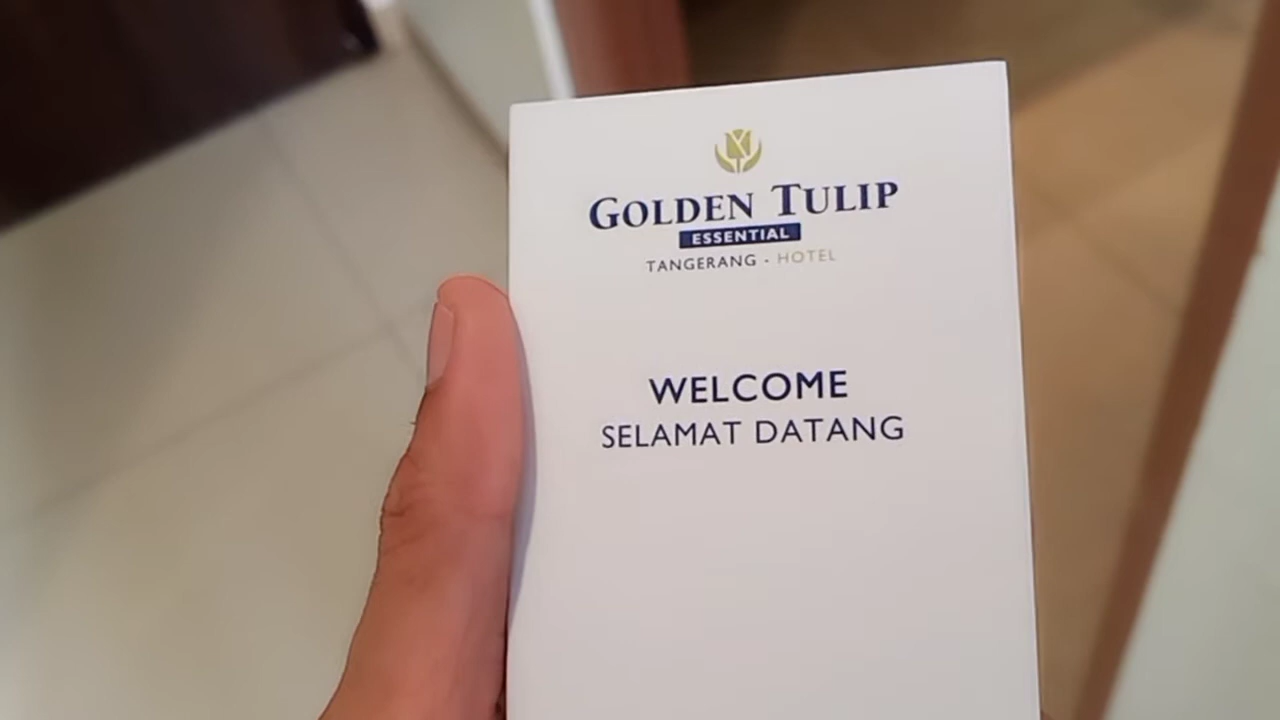 GOLDEN TULIP
ESSENTIAL
TANGERANG - HOTEL
WELCOME
SELAMAT DATANG